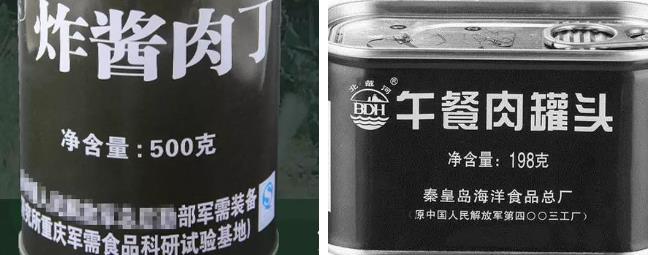 炸酱肉丁
净含量:500克
部军需装备
究所重庆军需食品科研试验基地)
北戴河®
BDH
午餐肉罐头
净含量: 198克
秦皇岛海洋食品总厂
(原中国人民解放军第四〇〇三工厂)